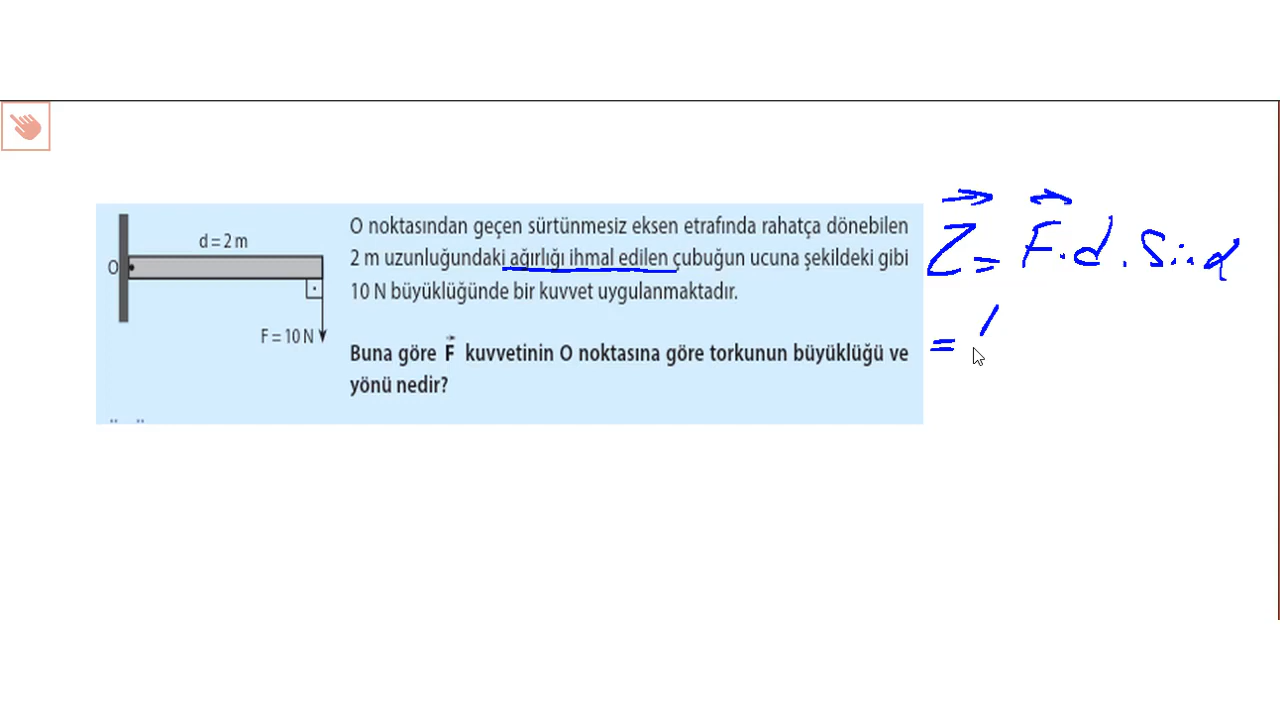 d = 2 m
O
F = 10 N
O noktasından geçen sürtünmesiz eksen etrafında rahatça dönebilen
2 m uzunluğundaki ağırlığı ihmal edilen çubuğun ucuna şekildeki gibi
10 N büyüklüğünde bir kuvvet uygulanmaktadır.
Buna göre F kuvvetinin O noktasına göre torkunun büyüklüğü ve
yönü nedir?
Z = F . d . Sin α
=